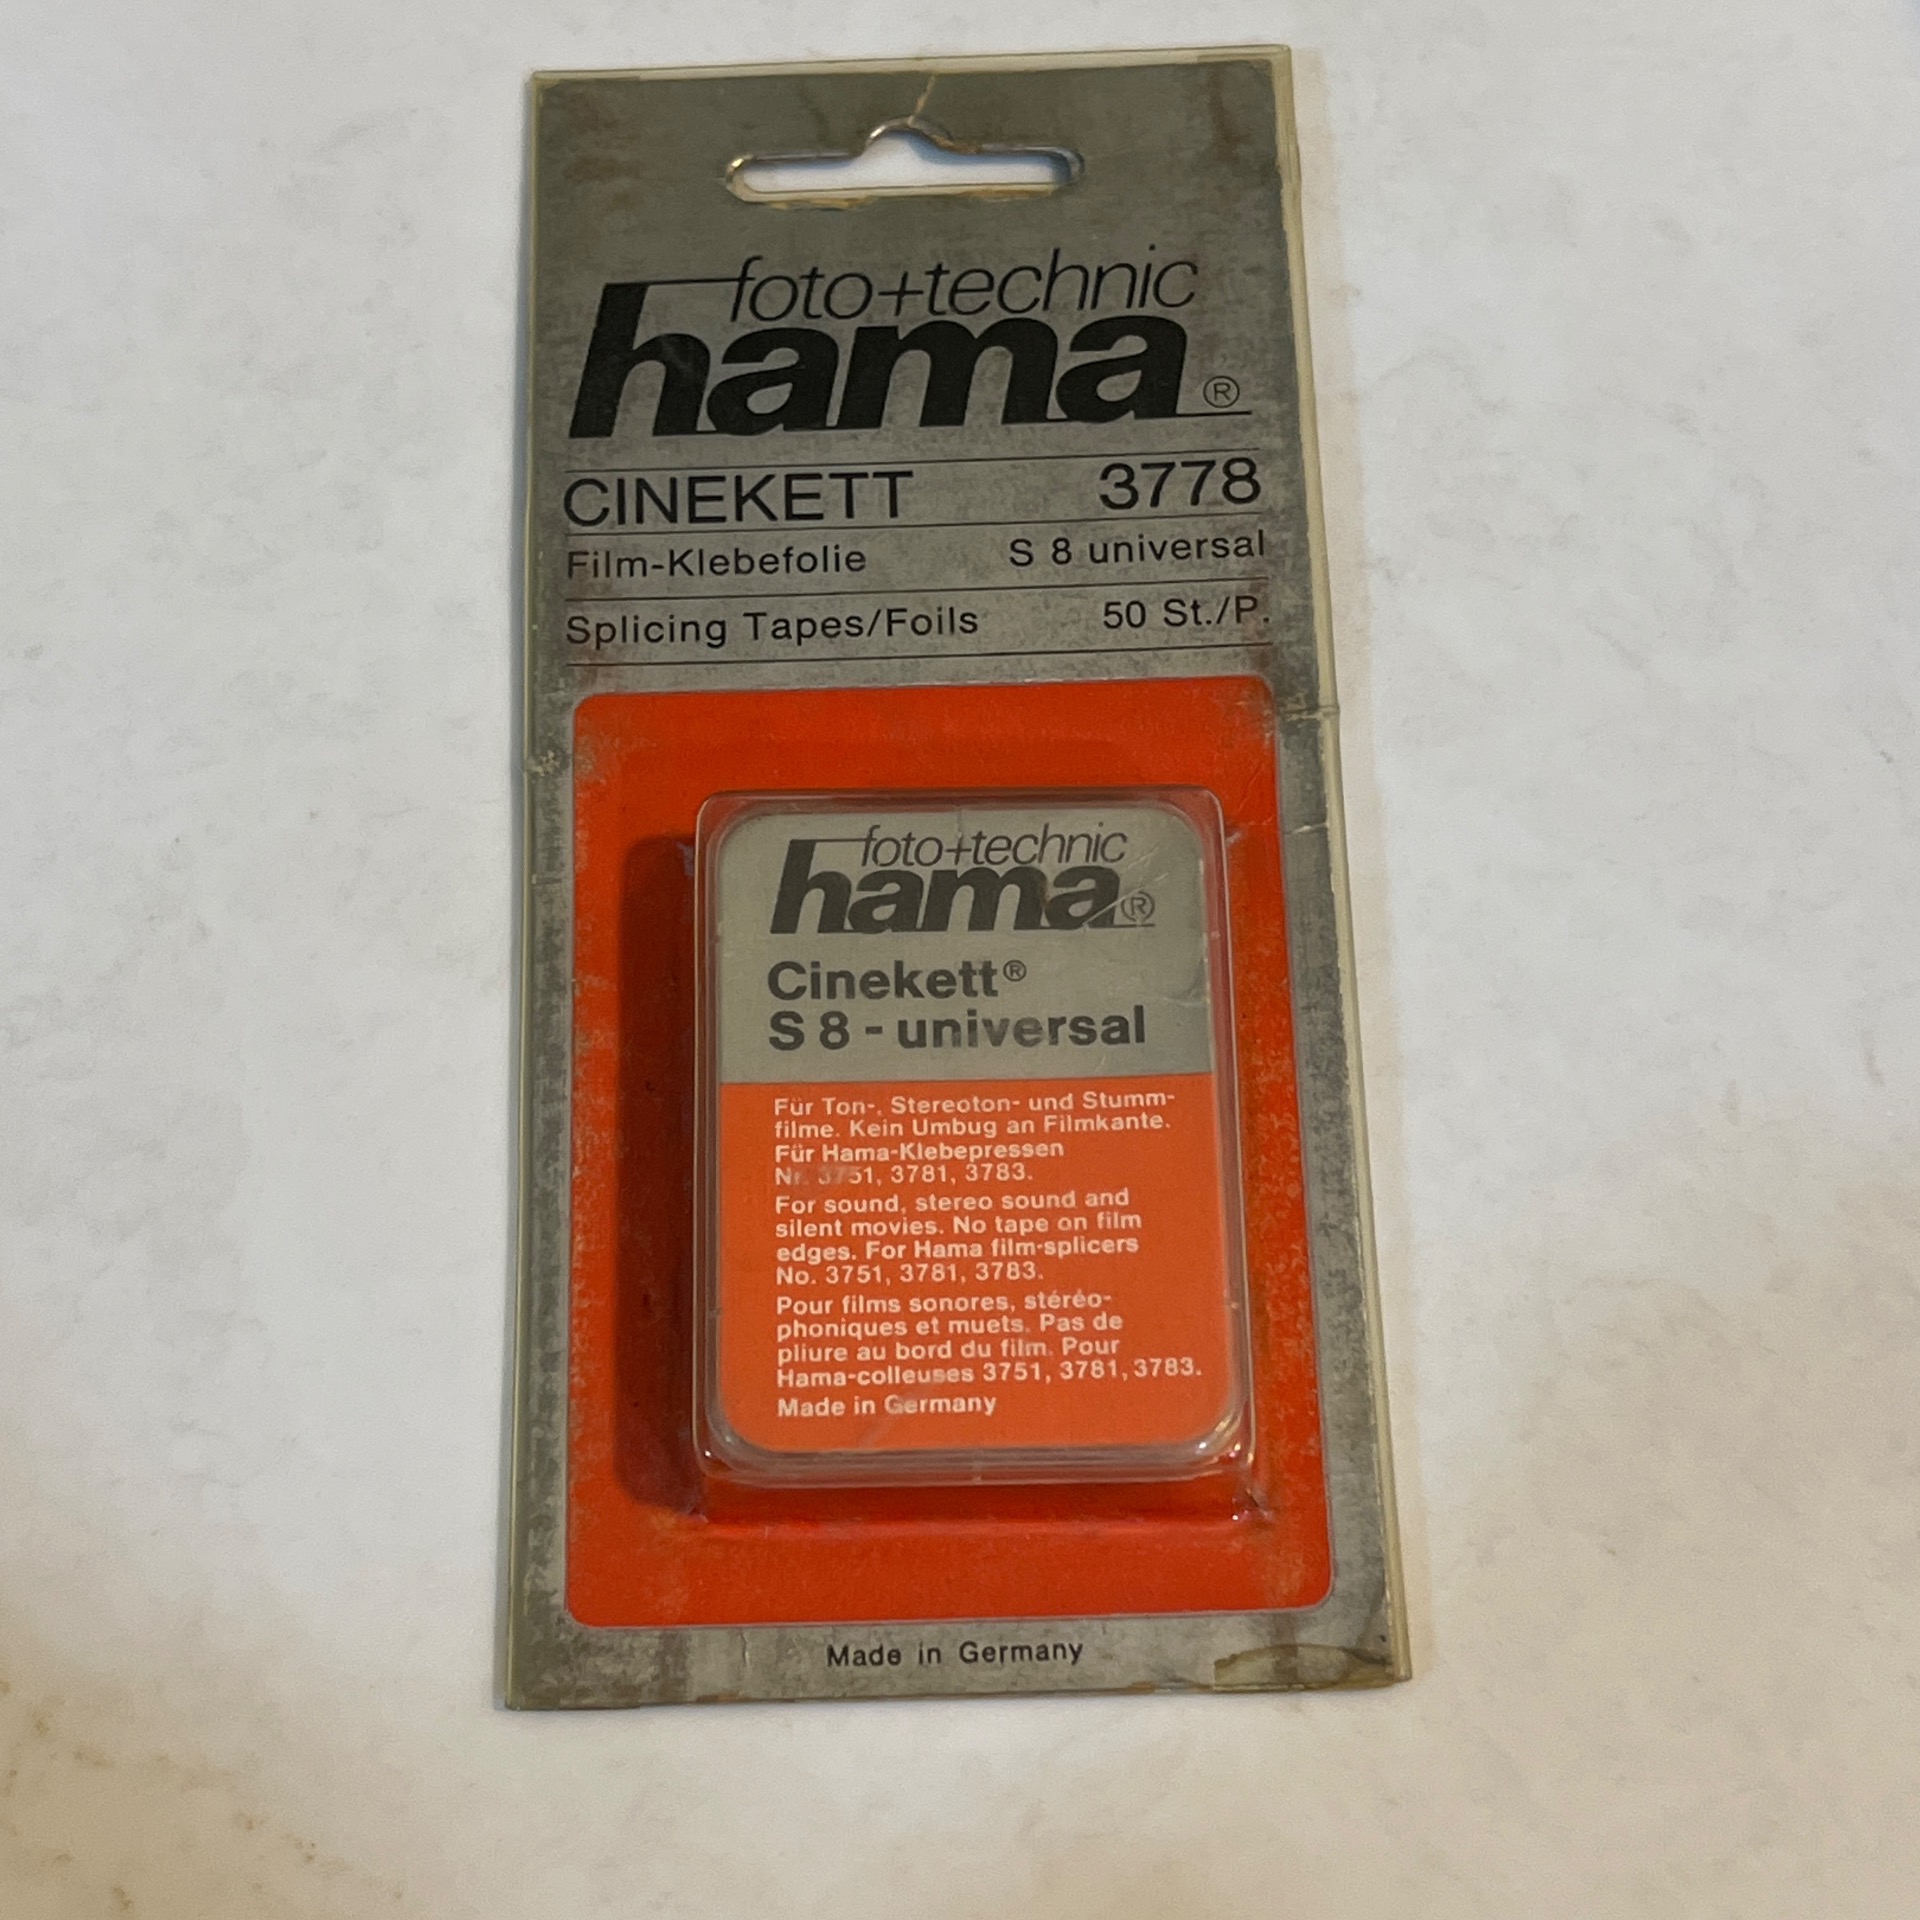 foto+technic
hama®
CINEKETT 3778
Film-Klebefolie S 8 universal
Splicing Tapes/Foils 50 St./P.
foto+technic
hama®
Cinekett®
S 8 - universal
Für Ton-, Stereoton- und Stumm-
filme. Kein Umbug an Filmkante.
Für Hama-Klebepressen
Nr. 3751, 3781, 3783.
For sound, stereo sound and
silent movies. No tape on film
edges. For Hama film-splicers
No. 3751, 3781, 3783.
Pour films sonores, stéréo-
phoniques et muets. Pas de
pliure au bord du film. Pour
Hama-colleuses 3751, 3781, 3783.
Made in Germany
Made in Germany